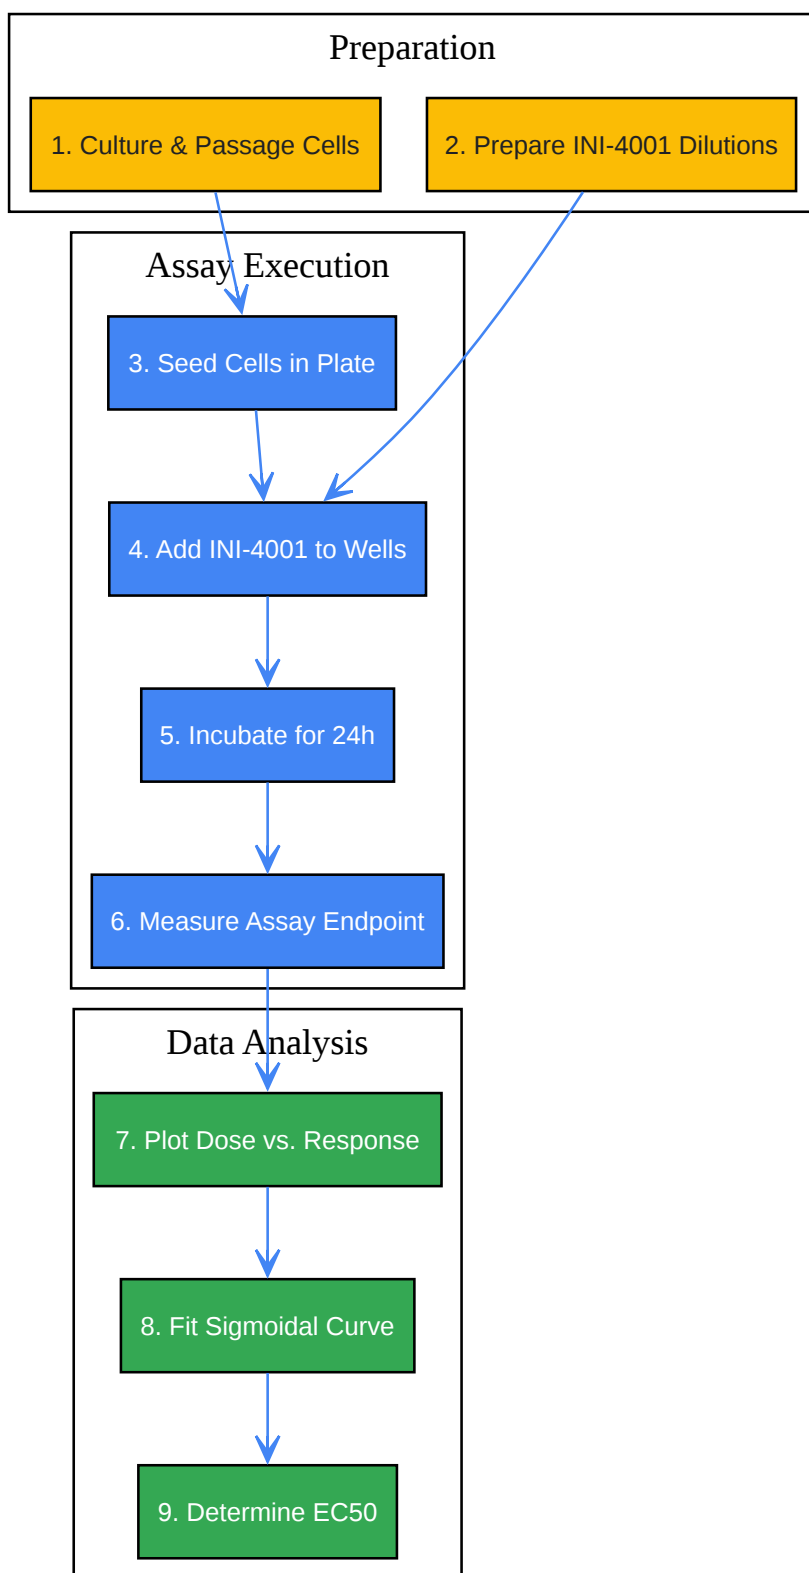 Preparation
1. Culture & Passage Cells
2. Prepare INI-4001 Dilutions
Assay Execution
3. Seed Cells in Plate
4. Add INI-4001 to Wells
5. Incubate for 24h
6. Measure Assay Endpoint
Data Analysis
7. Plot Dose vs. Response
8. Fit Sigmoidal Curve
9. Determine EC50